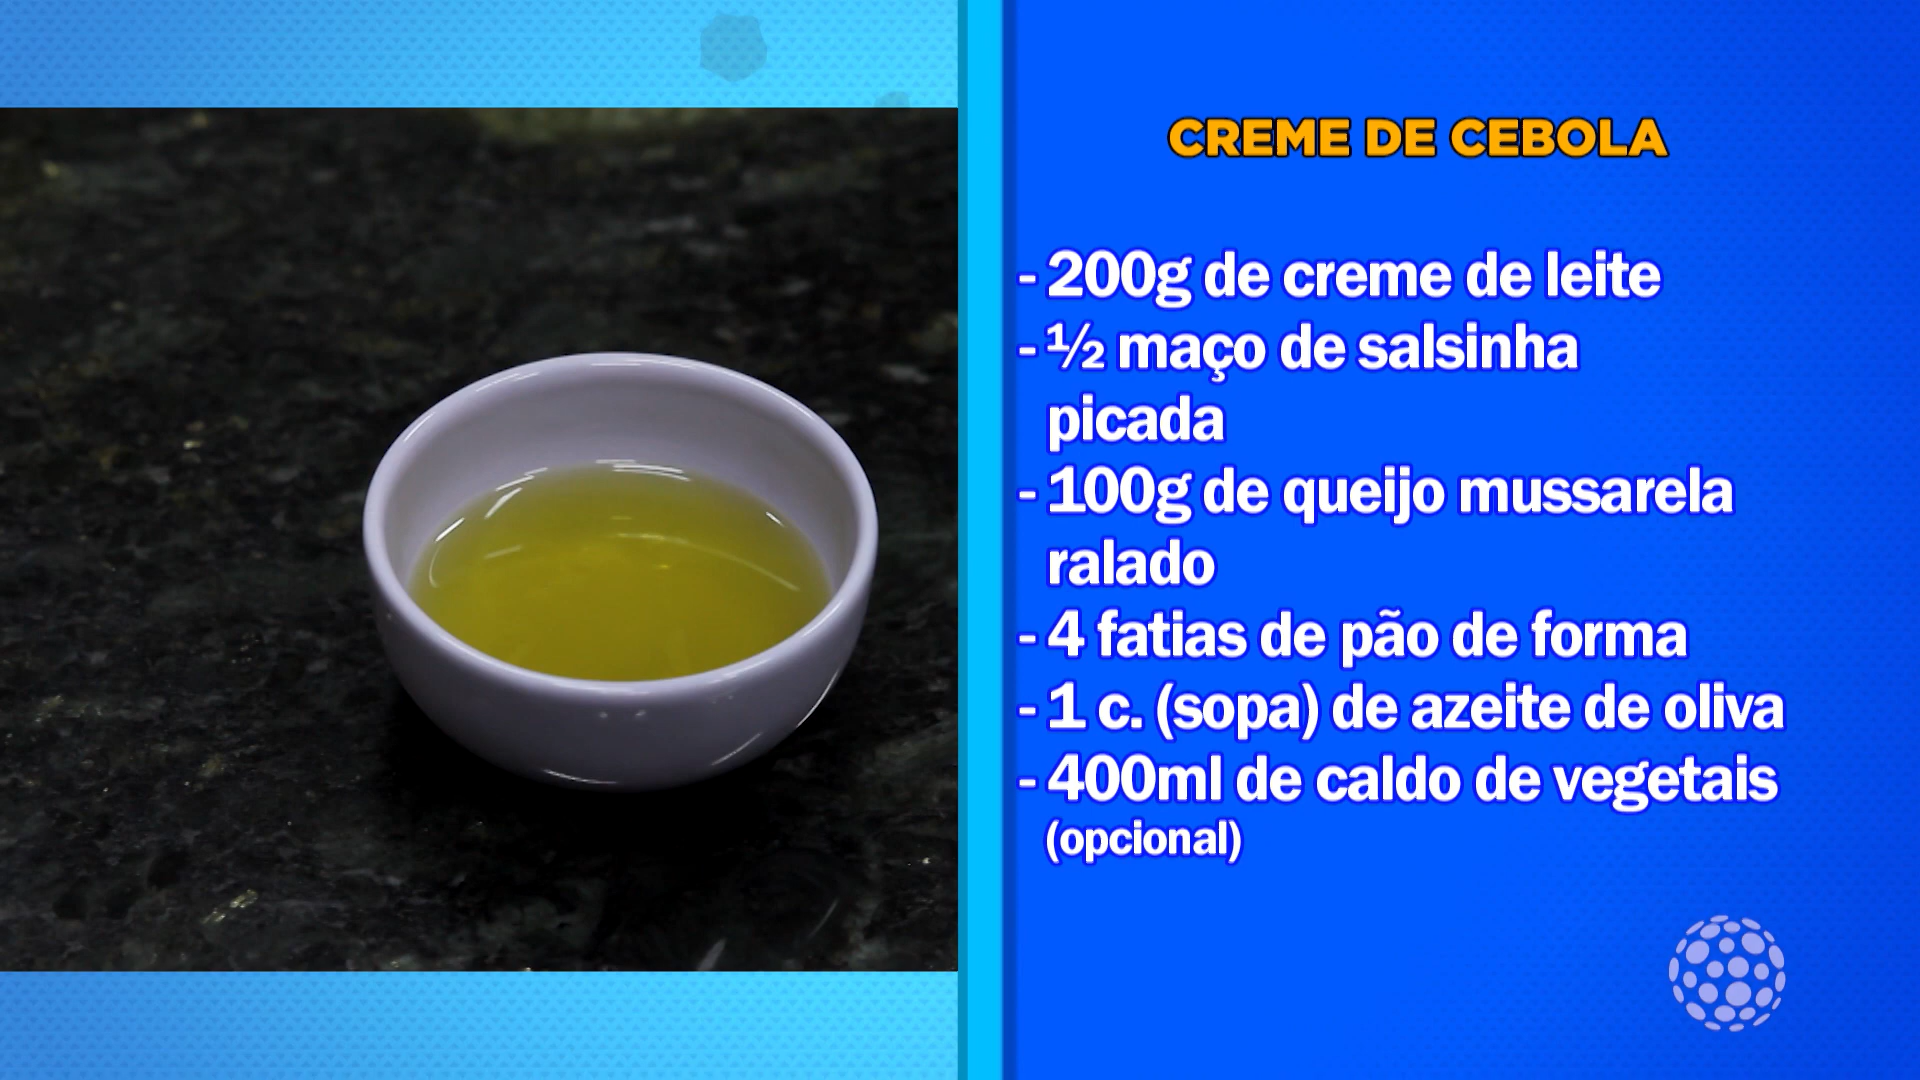 CREME DE CEBOLA
- 200g de creme de leite
- ½ maço de salsinha
picada
- 100g de queijo mussarela
ralado
- 4 fatias de pão de forma
- 1 c. (sopa) de azeite de oliva
- 400ml de caldo de vegetais
(opcional)